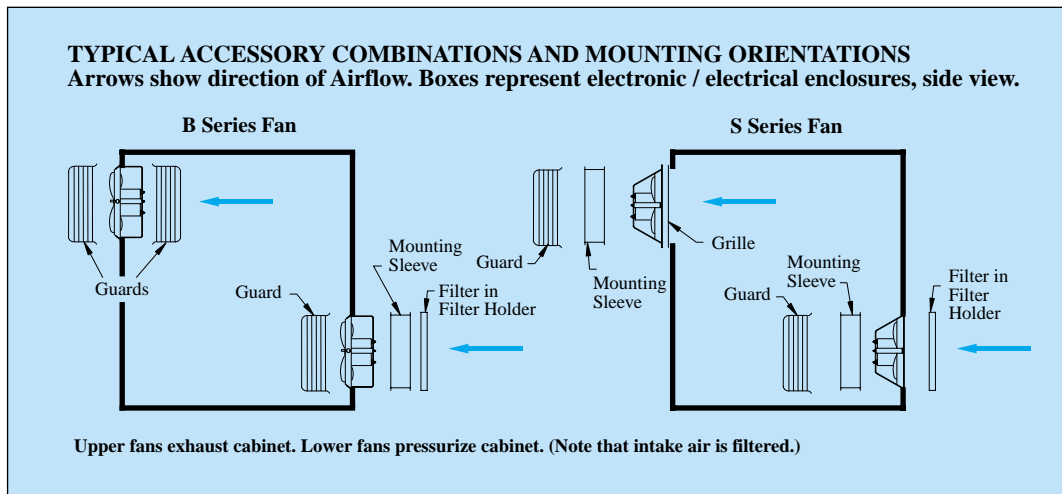 TYPICAL ACCESSORY COMBINATIONS AND MOUNTING ORIENTATIONS
Arrows show direction of Airflow. Boxes represent electronic / electrical enclosures, side view.
B Series Fan
Guards
Guard
Mounting
Sleeve
Filter in
Filter Holder
S Series Fan
Guard
Mounting
Sleeve
Grille
Guard
Mounting
Sleeve
Filter in
Filter
Holder
Upper fans exhaust cabinet. Lower fans pressurize cabinet. (Note that intake air is filtered.)